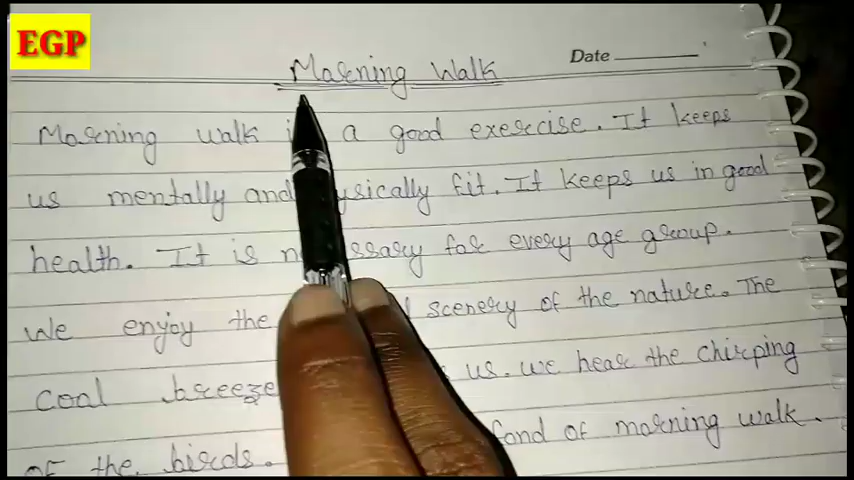 EGP
Morning Walk
Date
Morning walk a good exercise. It keeps
us mentally and ysically fit. It keeps us in good
health. It is n ssary for every age group.
We enjoy the scenery of the nature. The
cool breeze us. we hear the chirping
of the birds. fond of morning walk.